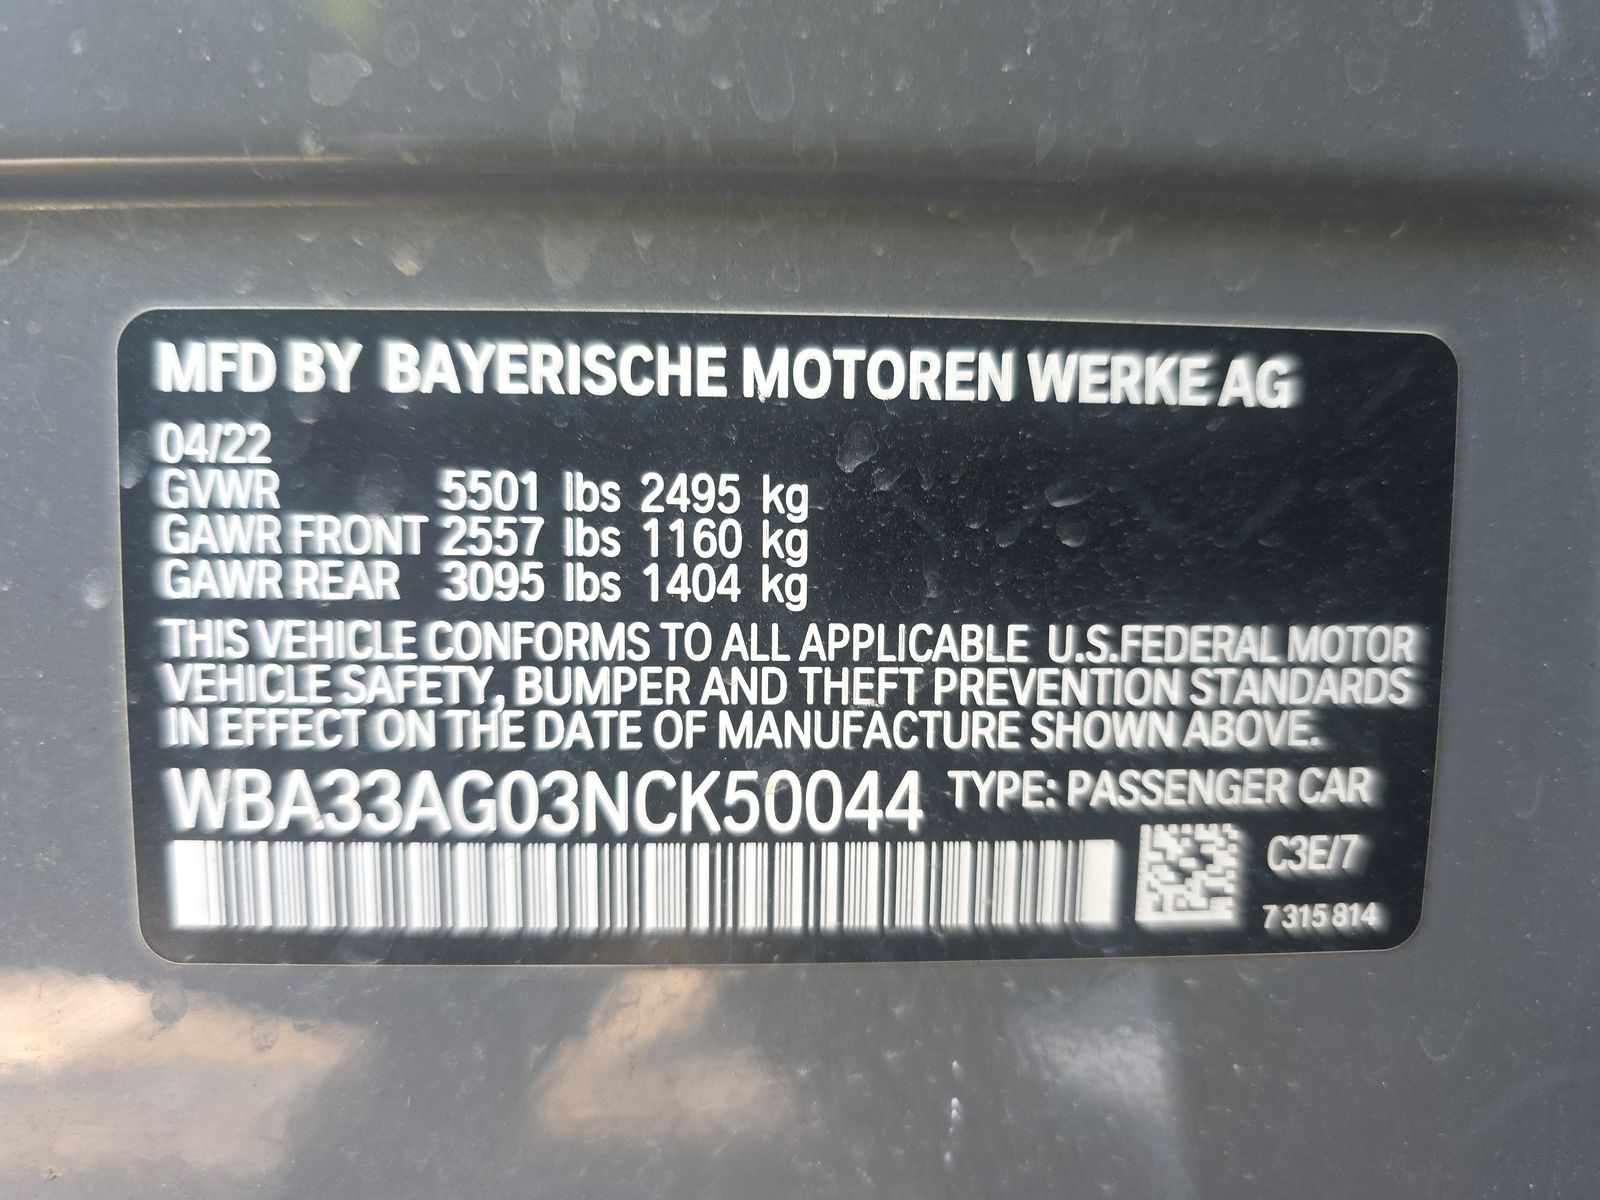 MFD BY BAYERISCHE MOTOREN WERKE AG
04/22
GVWR 5501 lbs 2495 kg
GAWR FRONT 2557 lbs 1160 kg
GAWR REAR 3095 lbs 1404 kg
THIS VEHICLE CONFORMS TO ALL APPLICABLE U.S.FEDERAL MOTOR
VEHICLE SAFETY, BUMPER AND THEFT PREVENTION STANDARDS
IN EFFECT ON THE DATE OF MANUFACTURE SHOWN ABOVE.
WBA33AG03NCK50044 TYPE: PASSENGER CAR
C3E/7
7 315 814